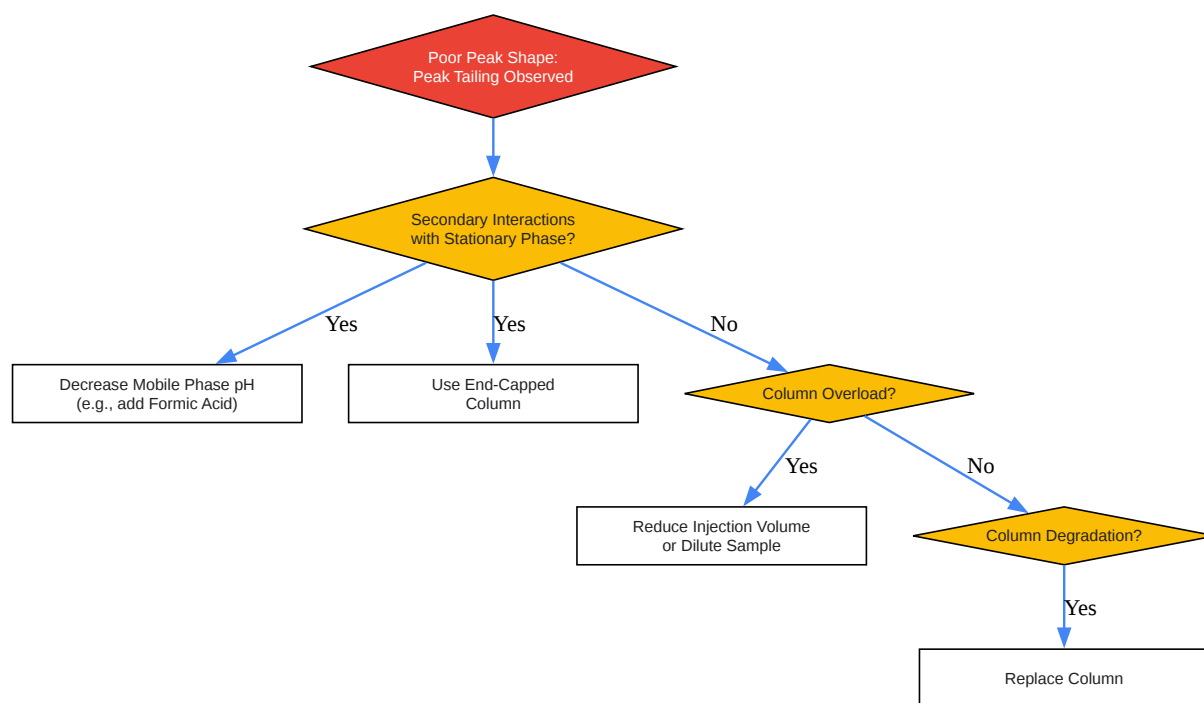 Poor Peak Shape:
Peak Tailing Observed
Secondary Interactions
with Stationary Phase?
Yes
Yes
No
Decrease Mobile Phase pH
(e.g., add Formic Acid)
Use End-Capped
Column
Column Overload?
Yes
No
Reduce Injection Volume
or Dilute Sample
Column Degradation?
Yes
Replace Column